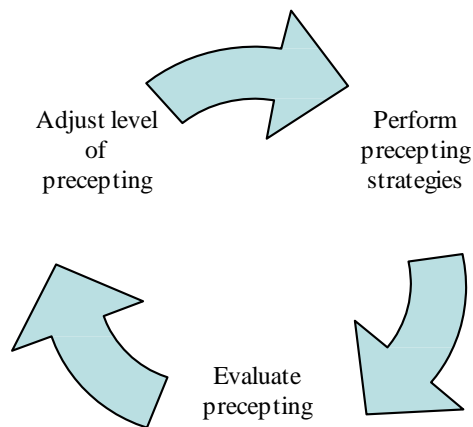 Adjust level
of
precepting
Perform
precepting
strategies
Evaluate
precepting